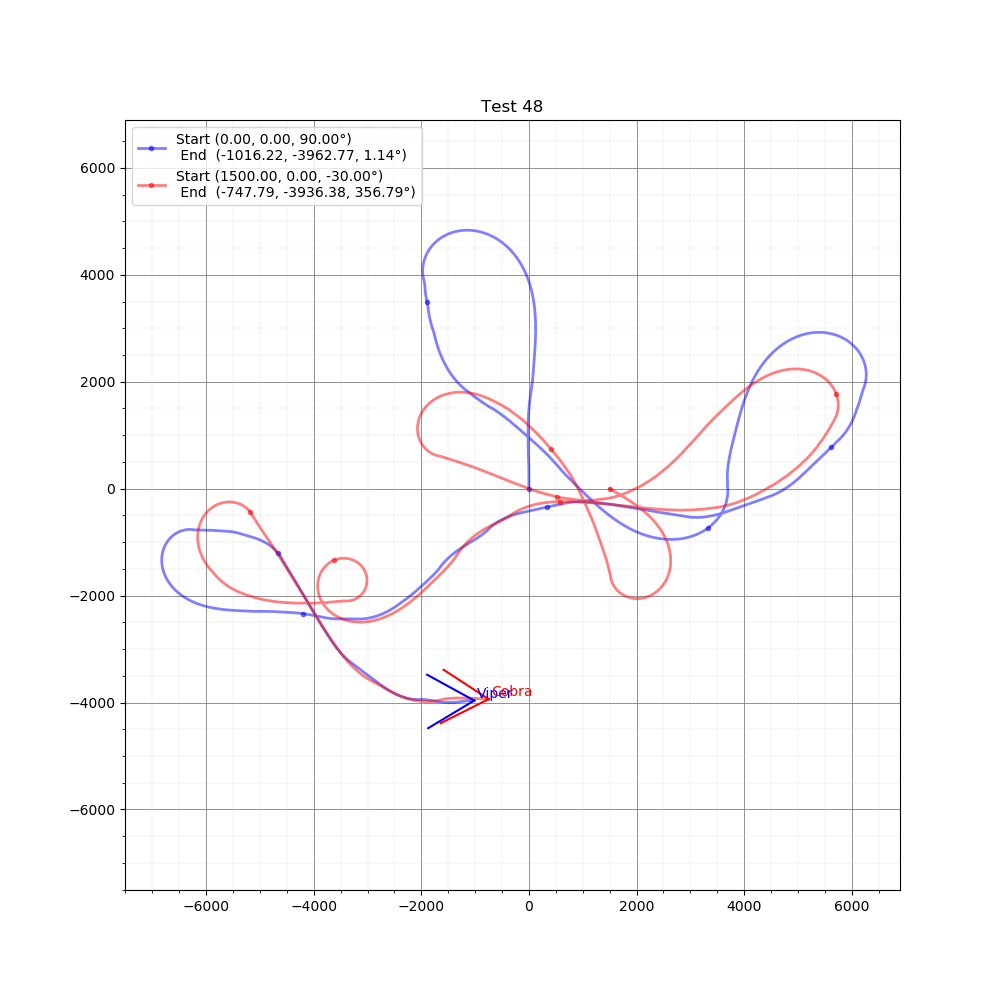 Test 48
Start (0.00, 0.00, 90.00°)
End (-1016.22, -3962.77, 1.14°)
Start (1500.00, 0.00, -30.00°)
End (-747.79, -3936.38, 356.79°)
6000
4000
2000
0
−2000
−4000
−6000
Viper
Cobra
−6000 −4000 −2000 0 2000 4000 6000